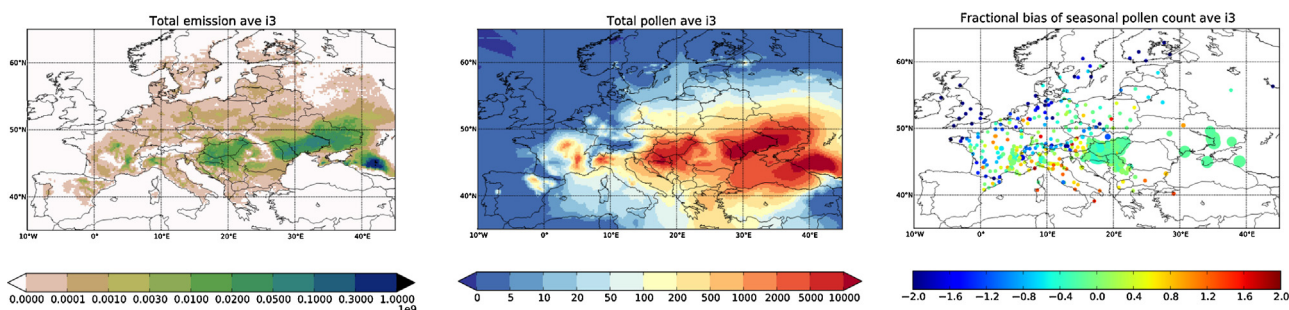 Total emission ave i3
60°N
50°N
40°N
10°W 0° 10°E 20°E 30°E 40°E
0.0000 0.0001 0.0010 0.0030 0.0100 0.0200 0.0500 0.1000 0.3000 1.0000
1e9
Total pollen ave i3
60°N
50°N
40°N
10°W 0° 10°E 20°E 30°E 40°E
0 5 10 20 50 100 200 500 1000 2000 5000 10000
Fractional bias of seasonal pollen count ave i3
60°N
50°N
40°N
10°W 0° 10°E 20°E 30°E 40°E
−2.0 −1.6 −1.2 −0.8 −0.4 0.0 0.4 0.8 1.2 1.6 2.0